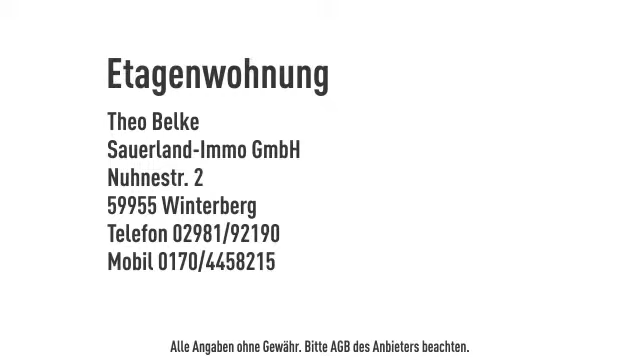 Etagenwohnung
Theo Belke
Sauerland-Immo GmbH
Nuhnestr. 2
59955 Winterberg
Telefon 02981/92190
Mobil 0170/4458215
Alle Angaben ohne Gewähr. Bitte AGB des Anbieters beachten.